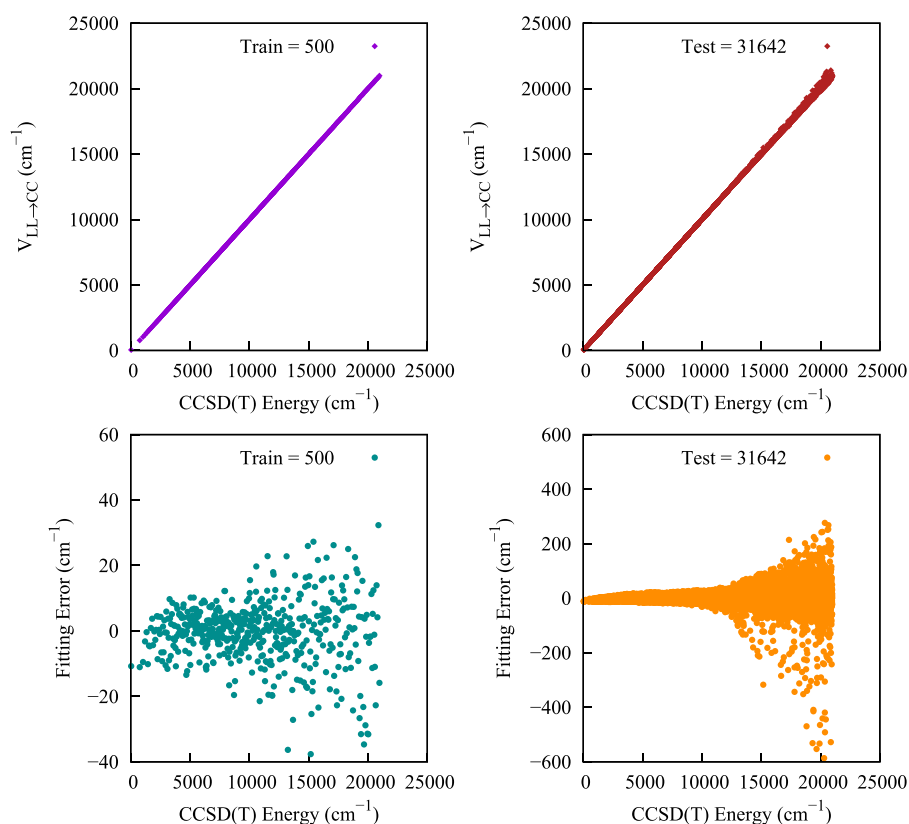 25000
20000
15000
10000
5000
0
V_LL→CC (cm⁻¹)
Train = 500
0 5000 10000 15000 20000 25000
CCSD(T) Energy (cm⁻¹)
25000
20000
15000
10000
5000
0
V_LL→CC (cm⁻¹)
Test = 31642
0 5000 10000 15000 20000 25000
CCSD(T) Energy (cm⁻¹)
60
40
20
0
−20
−40
Fitting Error (cm⁻¹)
Train = 500
0 5000 10000 15000 20000 25000
CCSD(T) Energy (cm⁻¹)
600
400
200
0
−200
−400
−600
Fitting Error (cm⁻¹)
Test = 31642
0 5000 10000 15000 20000 25000
CCSD(T) Energy (cm⁻¹)